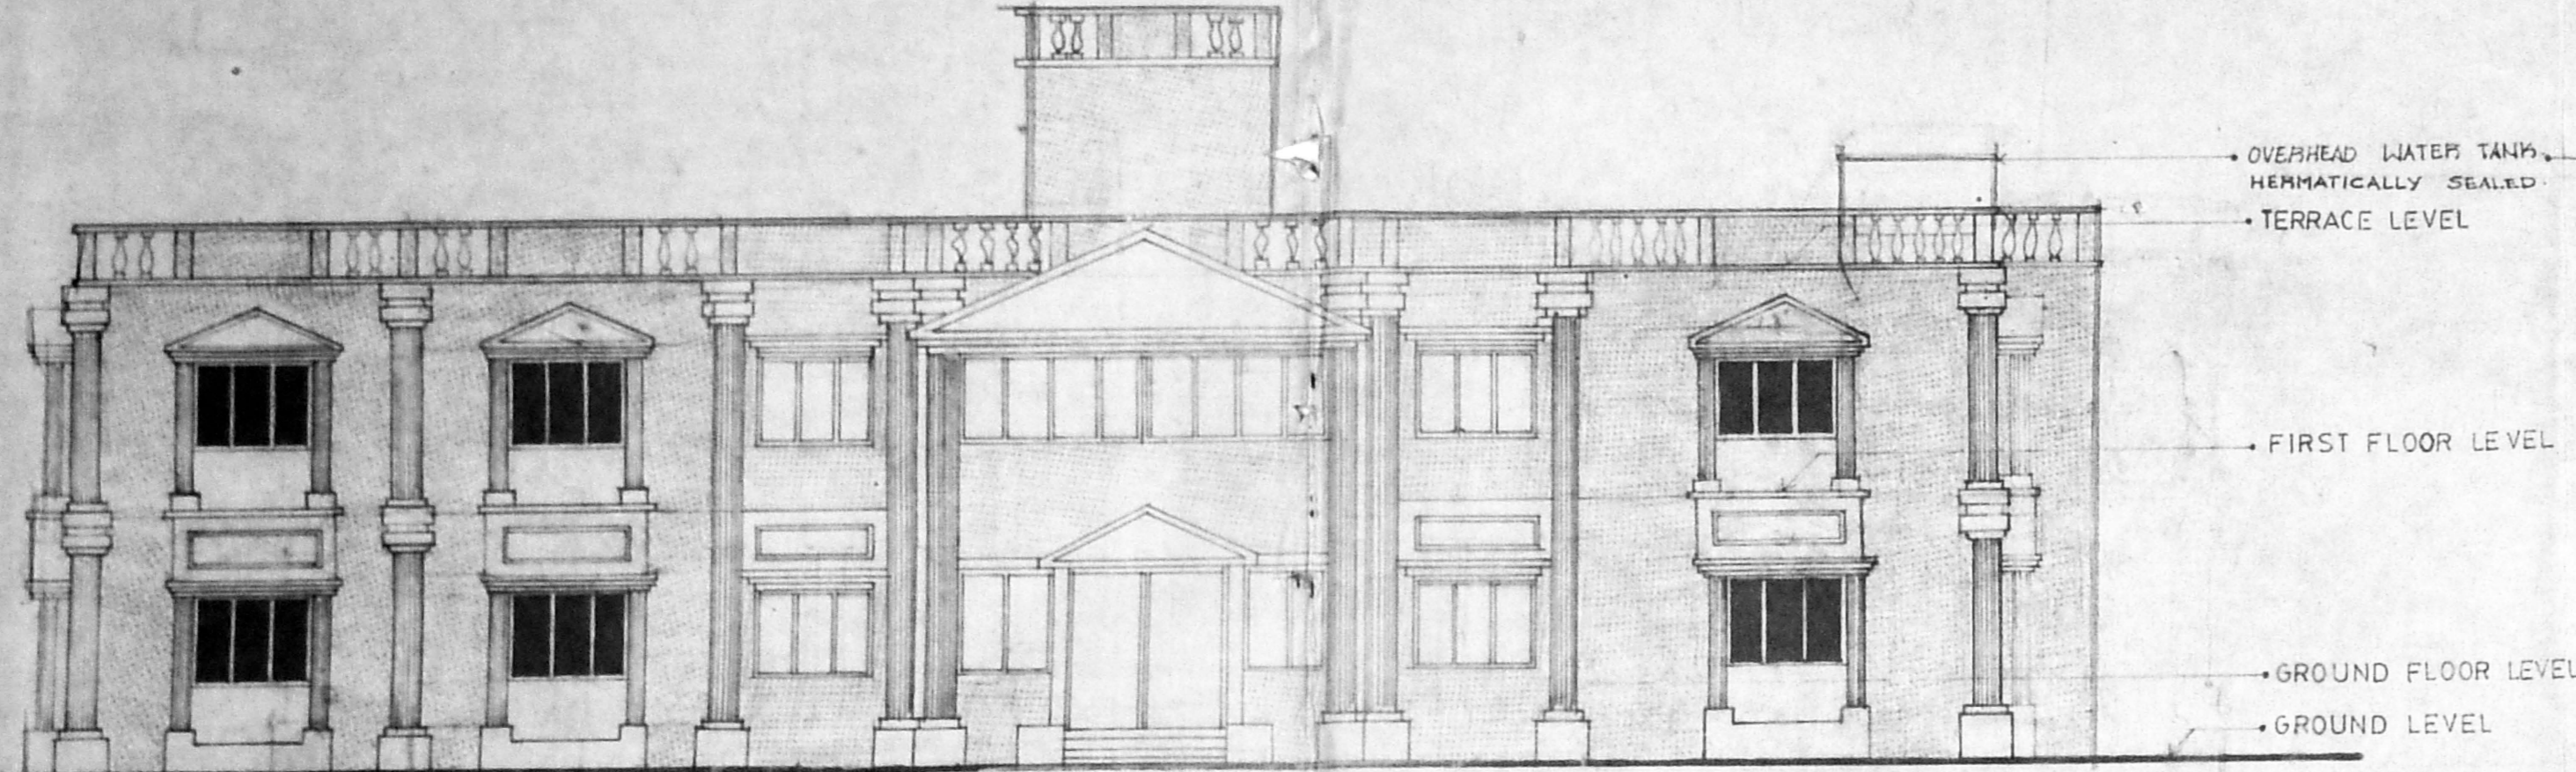 OVERHEAD WATER TANK.
HERMATICALLY SEALED.
TERRACE LEVEL
FIRST FLOOR LEVEL
GROUND FLOOR LEVEL
GROUND LEVEL